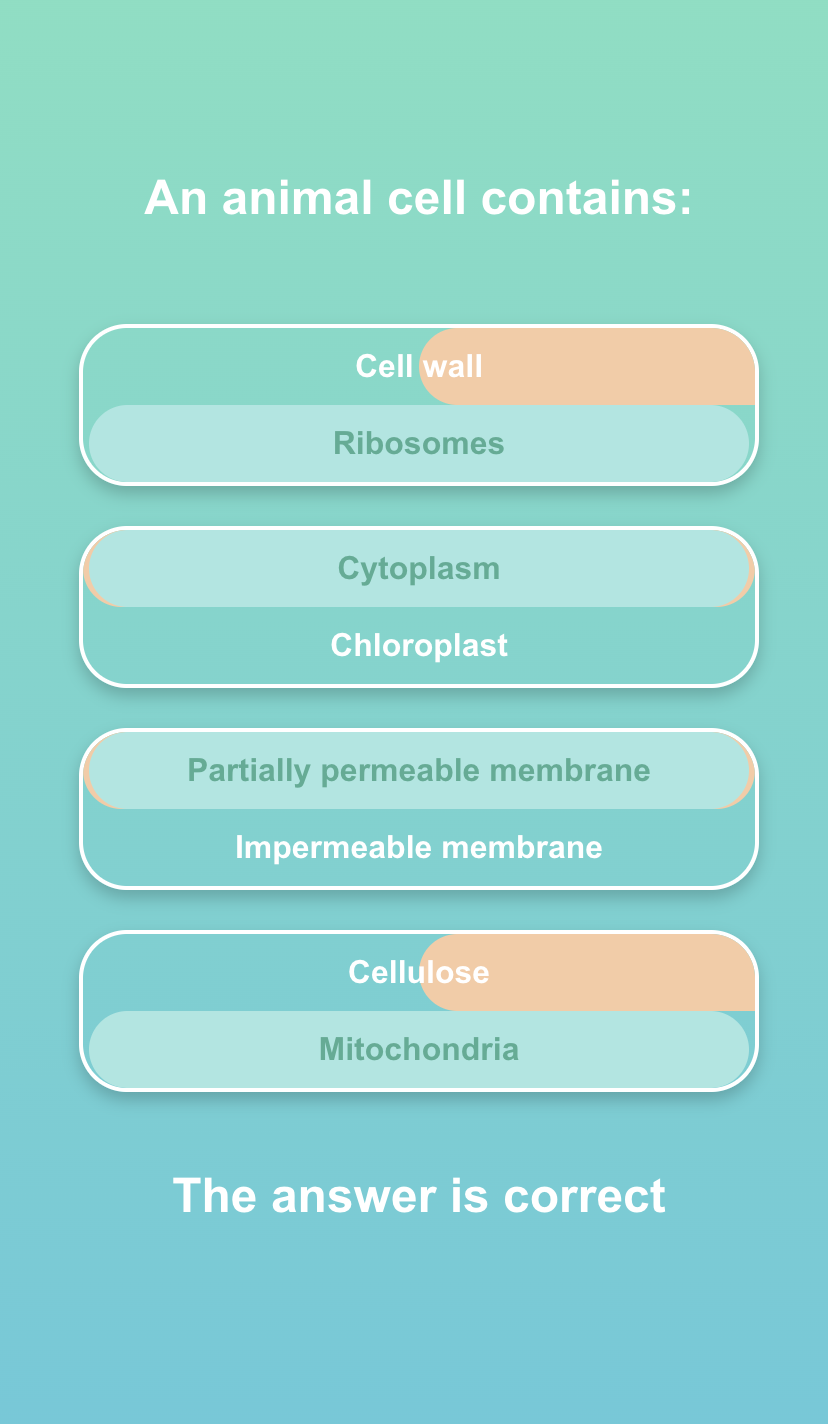 An animal cell contains:
Cell wall
Ribosomes
Cytoplasm
Chloroplast
Partially permeable membrane
Impermeable membrane
Cellulose
Mitochondria
The answer is correct